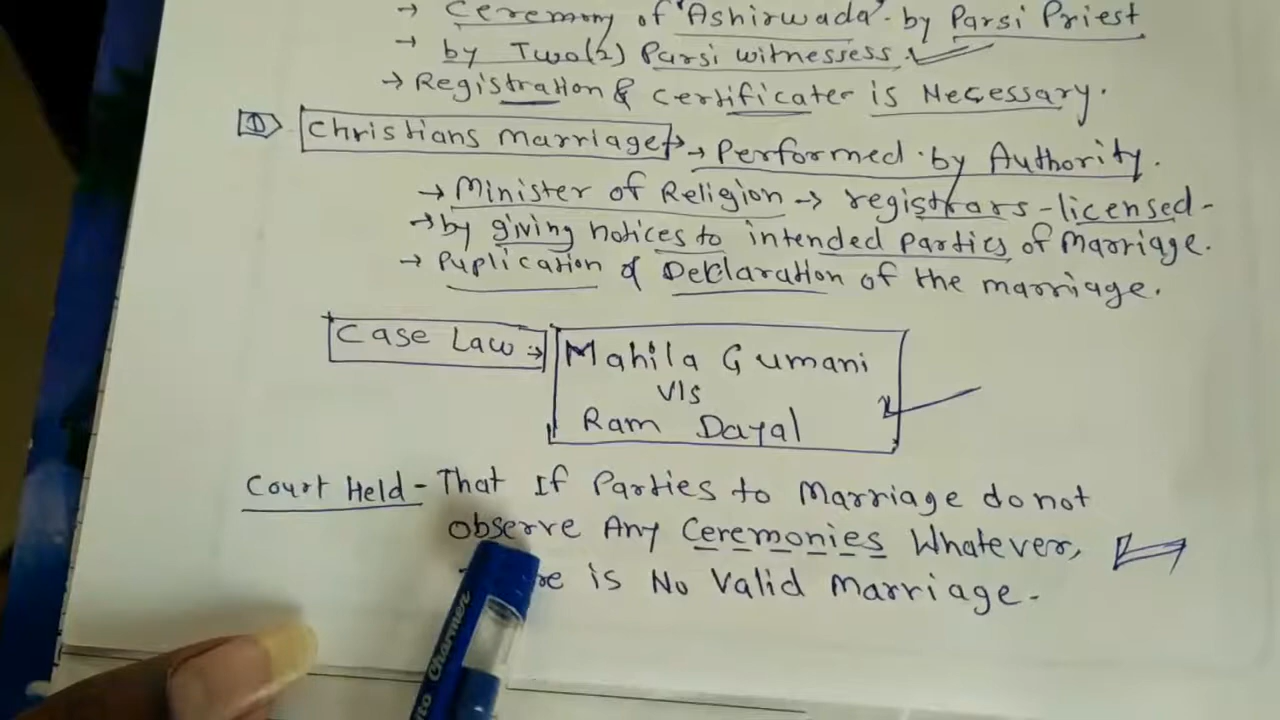 → Ceremony of "Ashirwada" by Parsi Priest
→ by Two(2) Parsi witnessess.
→ Registration & certificate is Necessary.
D Christians Marriage → → Performed by Authority.
→ Minister of Religion → registrars - licensed -
→ by giving notices to intended parties of Marriage.
→ Puplication & Declaration of the marriage.
Case Law → Mahila Gumani
V/s
Ram Dayal
Court Held - That If Parties to Marriage do not
observe Any Ceremonies Whatever,
is No Valid Marriage.
Charmer